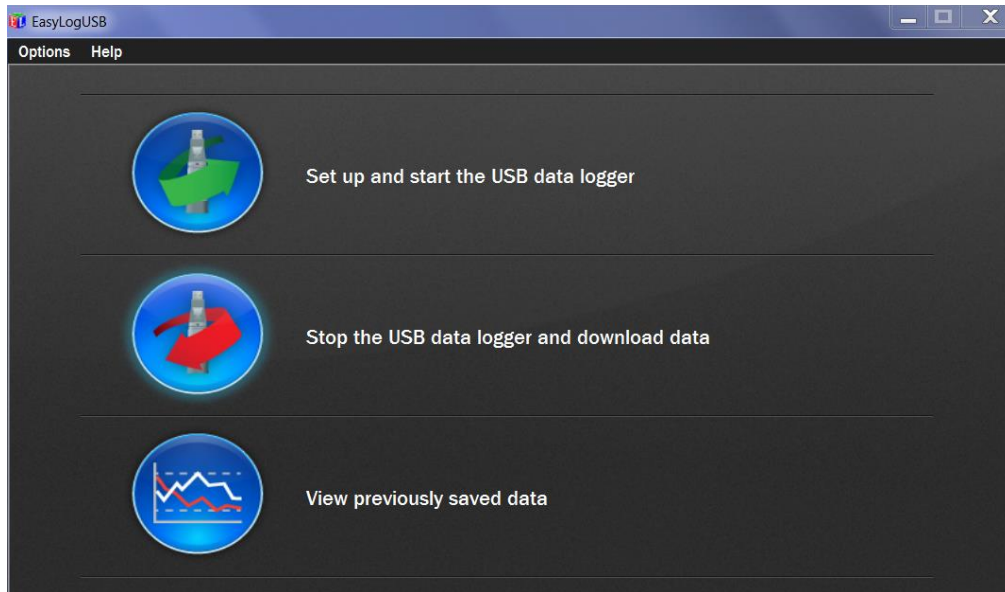 EasyLogUSB
Options Help
Set up and start the USB data logger
Stop the USB data logger and download data
View previously saved data